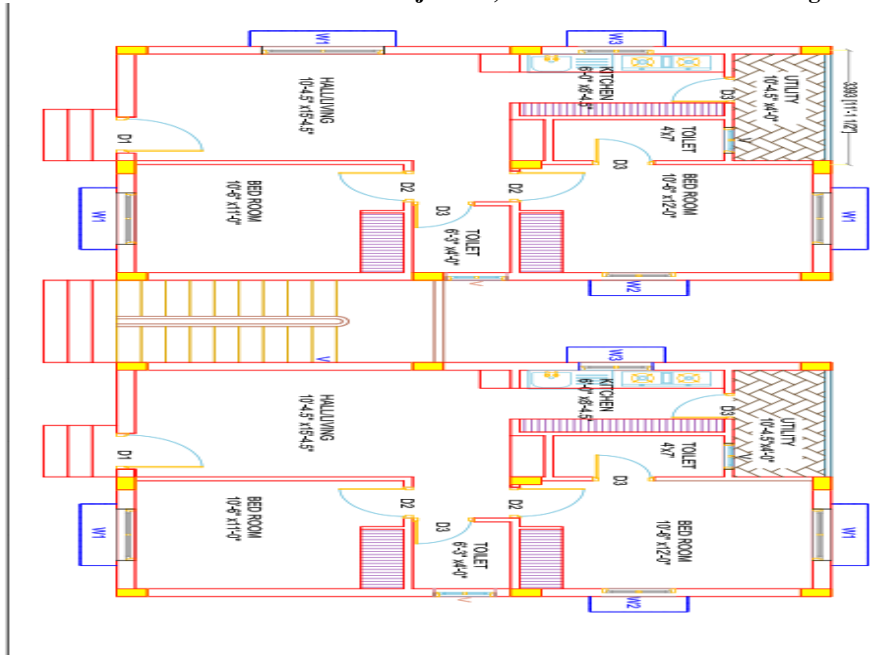 W1
W3
HALL/LIVING
10'-4.5" x15'-4.5"
KITCHEN
6'-0" x8'-4.5"
D3
UTILITY
10'-4.5"x4'-0"
3393 [11'-1 1/2"]
D1
TOILET
4'x7'
V
D3
W1
BED ROOM
10'-6" x11'-0"
D2
D3
TOILET
6'-3" x4'-0"
V
D2
BED ROOM
10'-6" x12'-0"
W1
W2
V
W3
HALL/LIVING
10'-4.5" x15'-4.5"
KITCHEN
6'-0" x8'-4.5"
D3
UTILITY
10'-4.5"x4'-0"
D1
TOILET
4'x7'
V
D3
W1
BED ROOM
10'-6" x11'-0"
D2
D3
TOILET
6'-3" x4'-0"
V
D2
BED ROOM
10'-6" x12'-0"
W1
W2